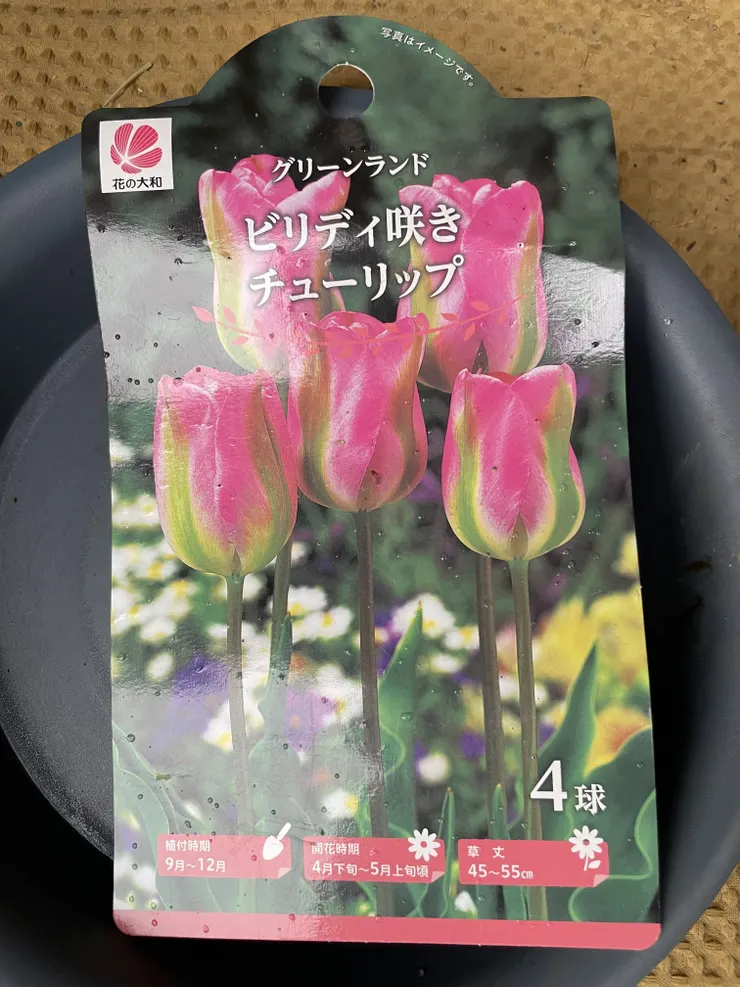 写真はイメージです。
花の大和
グリーンランド
ビリディ咲き
チューリップ
4球
植付時期
9月~12月
開花時期
4月下旬~5月上旬頃
草丈
45~55cm